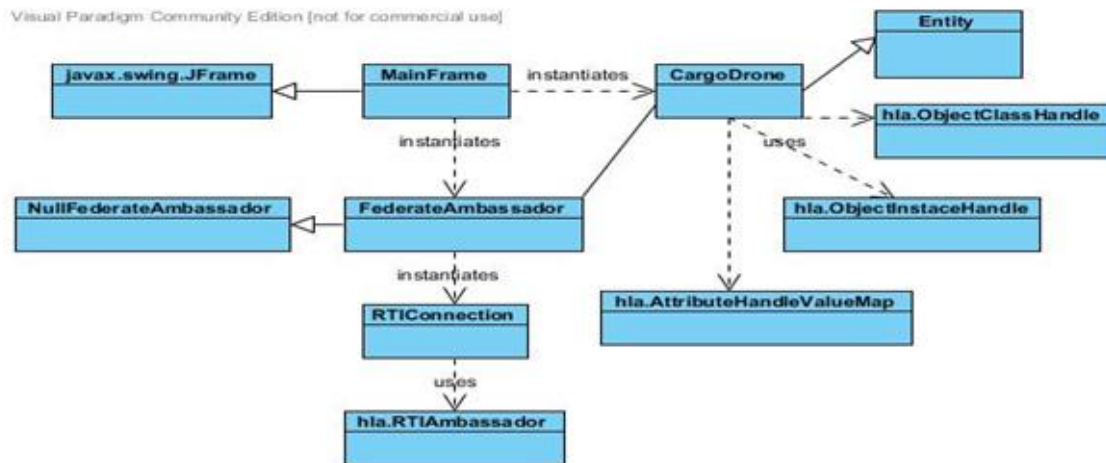 Visual Paradigm Community Edition [not for commercial use]
Entity
javax.swing.JFrame
MainFrame
instantiates
CargoDrone
hla.ObjectClassHandle
instantiates
uses
NullFederateAmbassador
FederateAmbassador
hla.ObjectInstaceHandle
instantiates
hla.AttributeHandleValueMap
RTIConnection
uses
hla.RTIAmbassador